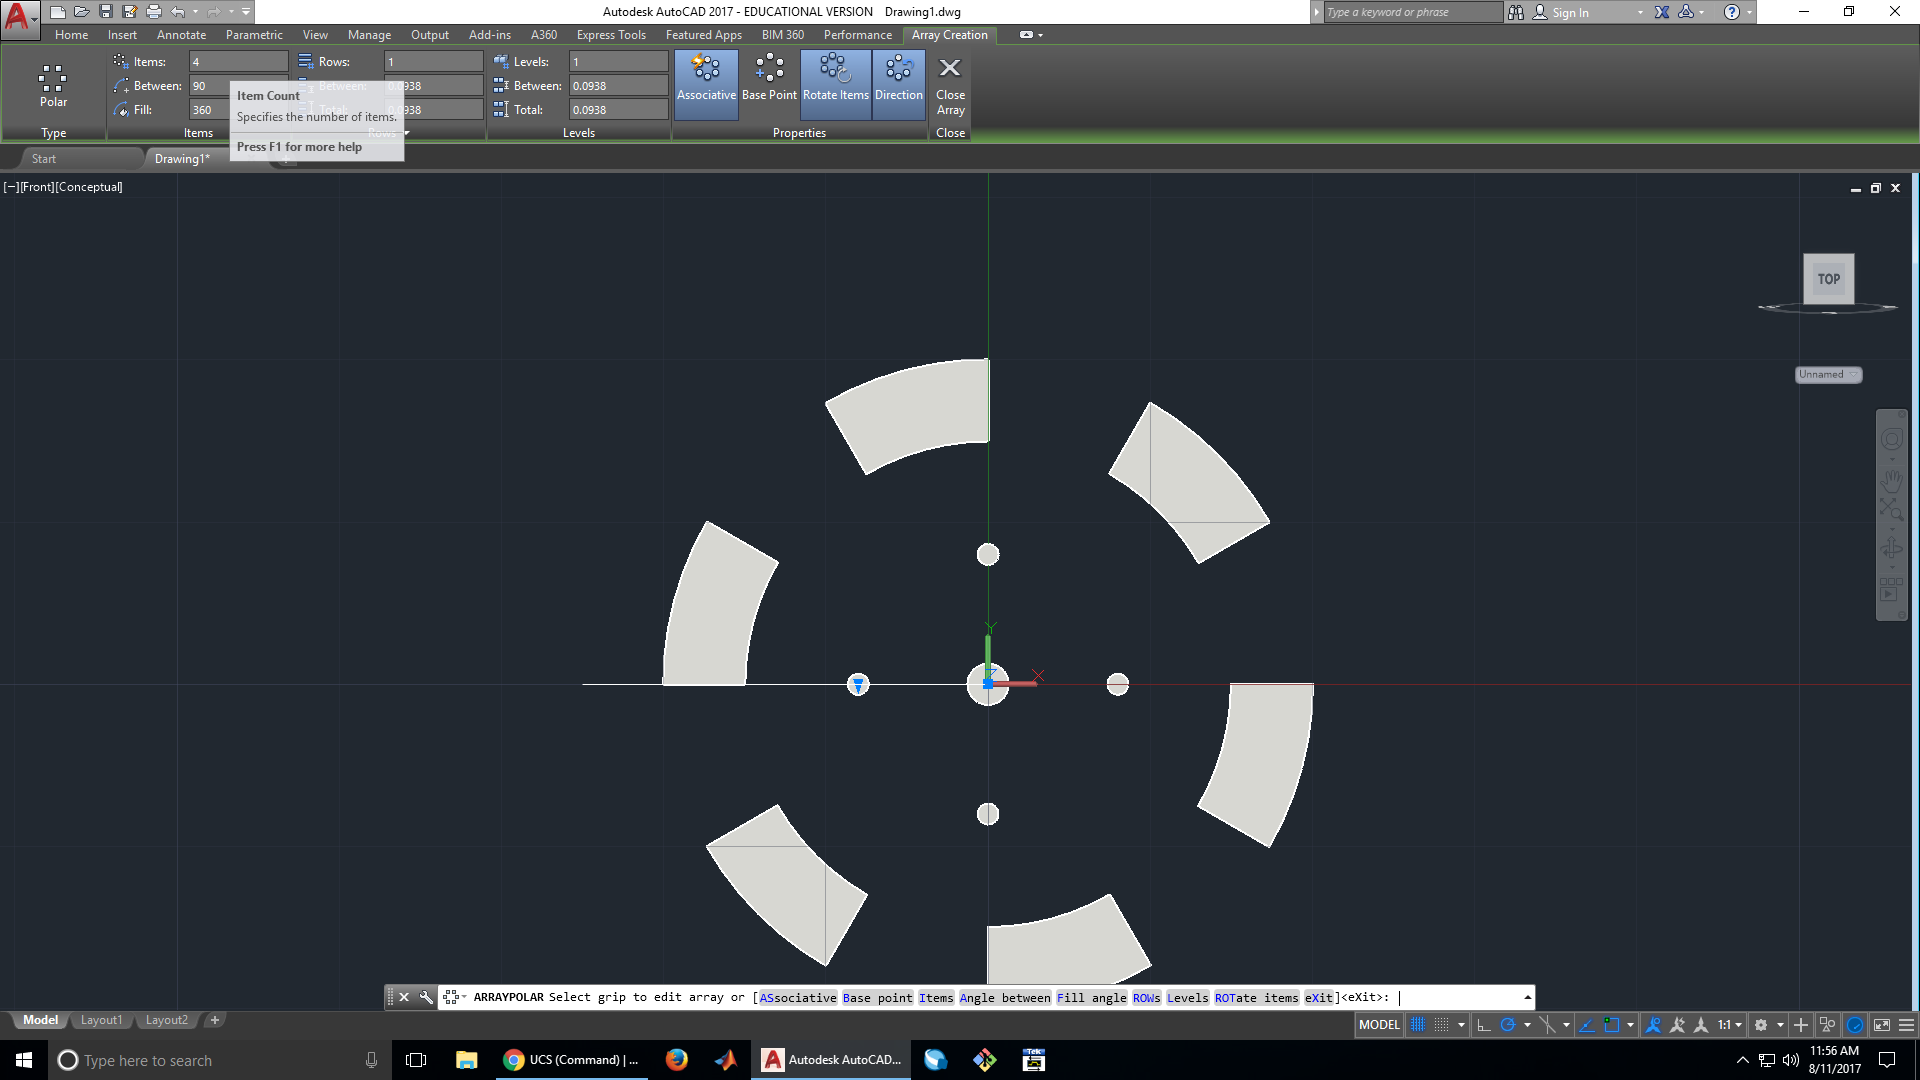 Autodesk AutoCAD 2017 - EDUCATIONAL VERSION Drawing1.dwg
Type a keyword or phrase
Sign In
Home Insert Annotate Parametric View Manage Output Add-ins A360 Express Tools Featured Apps BIM 360 Performance Array Creation
Polar
Type
Items: 4
Between: 90
Fill: 360
Items
Item Count
Specifies the number of items.
Press F1 for more help
Rows: 1
Between: 0.0938
Total: 0.0938
Rows
Levels: 1
Between: 0.0938
Total: 0.0938
Levels
Associative Base Point Rotate Items Direction
Properties
Close Array
Close
Start Drawing1*
[−][Front][Conceptual]
TOP
Unnamed
Y
X
ARRAYPOLAR Select grip to edit array or [ASsociative Base point Items Angle between Fill angle ROWs Levels ROTate items eXit]<eXit>:
Model Layout1 Layout2
MODEL 1:1
Type here to search
UCS (Command) | ...
Autodesk AutoCAD...
Tek
11:56 AM
8/11/2017